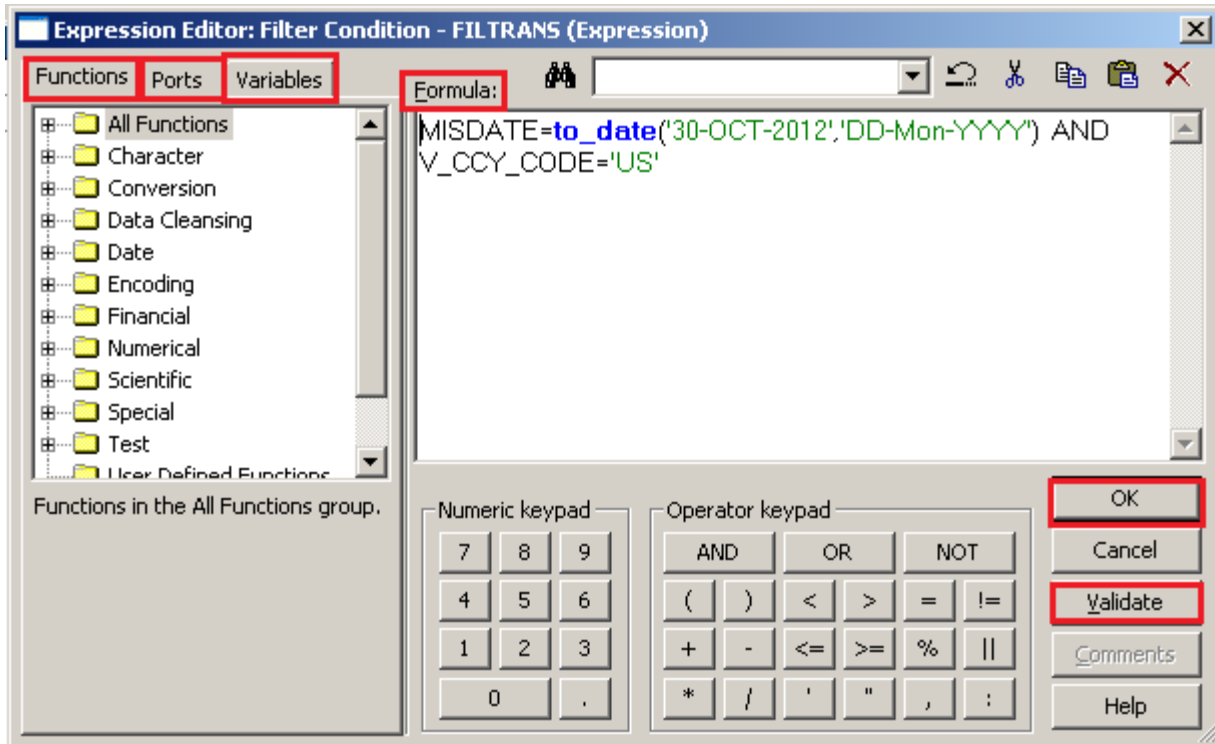 Expression Editor: Filter Condition - FILTRANS (Expression)
Functions Ports Variables
Formula:
All Functions
Character
Conversion
Data Cleansing
Date
Encoding
Financial
Numerical
Scientific
Special
Test
User Defined Functions
Functions in the All Functions group.
MISDATE=to_date('30-OCT-2012','DD-Mon-YYYY') AND
V_CCY_CODE='US'
Numeric keypad
7 8 9
4 5 6
1 2 3
0 .
Operator keypad
AND OR NOT
( ) < > = !=
+ - <= >= % ||
* / ' " , :
OK
Cancel
Validate
Comments
Help